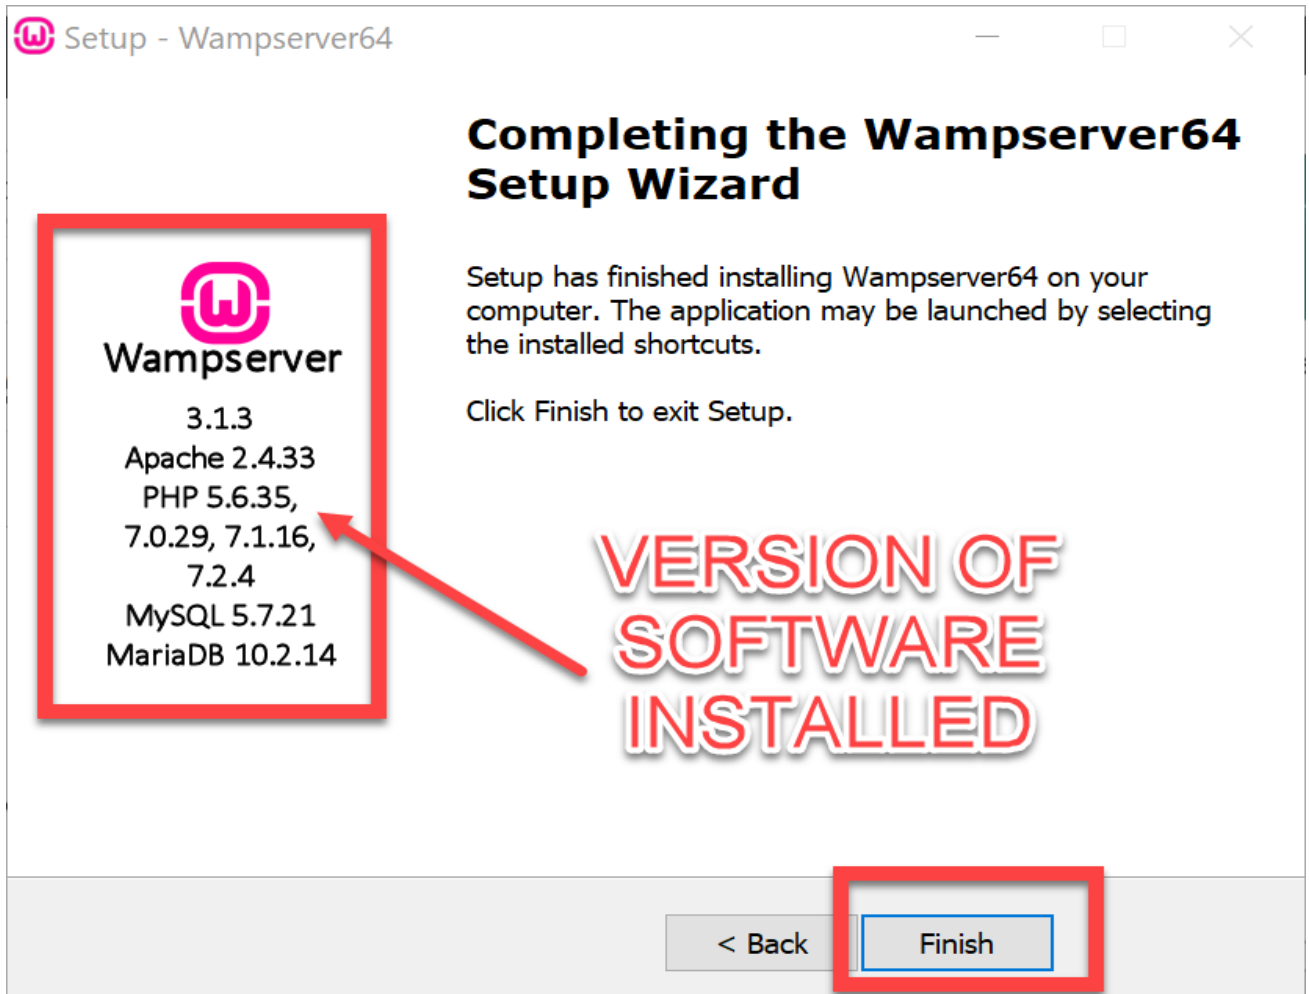 Setup - Wampserver64
Completing the Wampserver64
Setup Wizard
Setup has finished installing Wampserver64 on your
computer. The application may be launched by selecting
the installed shortcuts.
Click Finish to exit Setup.
W
Wampserver
3.1.3
Apache 2.4.33
PHP 5.6.35,
7.0.29, 7.1.16,
7.2.4
MySQL 5.7.21
MariaDB 10.2.14
VERSION OF
SOFTWARE
INSTALLED
< Back
Finish